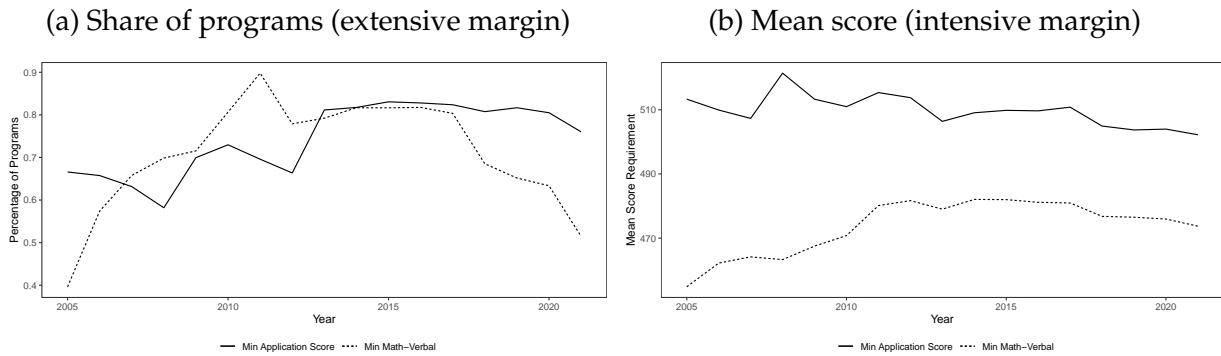 (a) Share of programs (extensive margin)
0.9
0.8
0.7
0.6
0.5
0.4
Percentage of Programs
2005 2010 2015 2020
Year
Min Application Score Min Math−Verbal
(b) Mean score (intensive margin)
510
490
470
Mean Score Requirement
2005 2010 2015 2020
Year
Min Application Score Min Math−Verbal